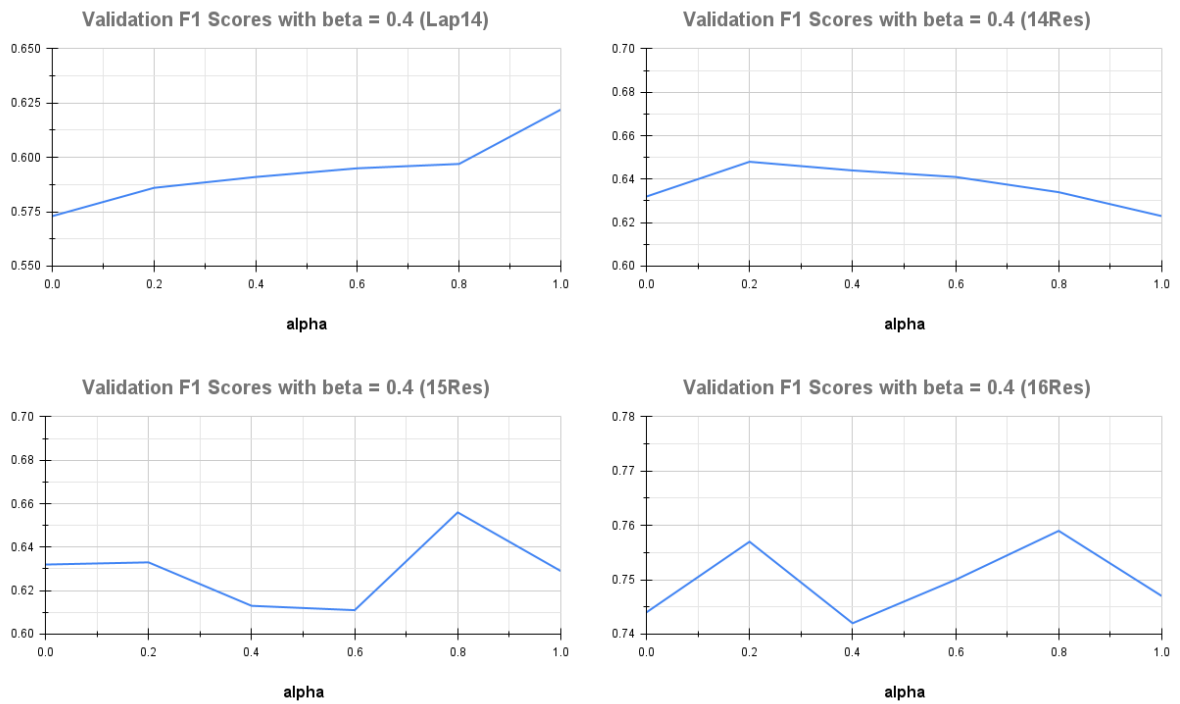 Validation F1 Scores with beta = 0.4 (Lap14)
0.650
0.625
0.600
0.575
0.550
0.0 0.2 0.4 0.6 0.8 1.0
alpha
Validation F1 Scores with beta = 0.4 (14Res)
0.70
0.68
0.66
0.64
0.62
0.60
0.0 0.2 0.4 0.6 0.8 1.0
alpha
Validation F1 Scores with beta = 0.4 (15Res)
0.70
0.68
0.66
0.64
0.62
0.60
0.0 0.2 0.4 0.6 0.8 1.0
alpha
Validation F1 Scores with beta = 0.4 (16Res)
0.78
0.77
0.76
0.75
0.74
0.0 0.2 0.4 0.6 0.8 1.0
alpha